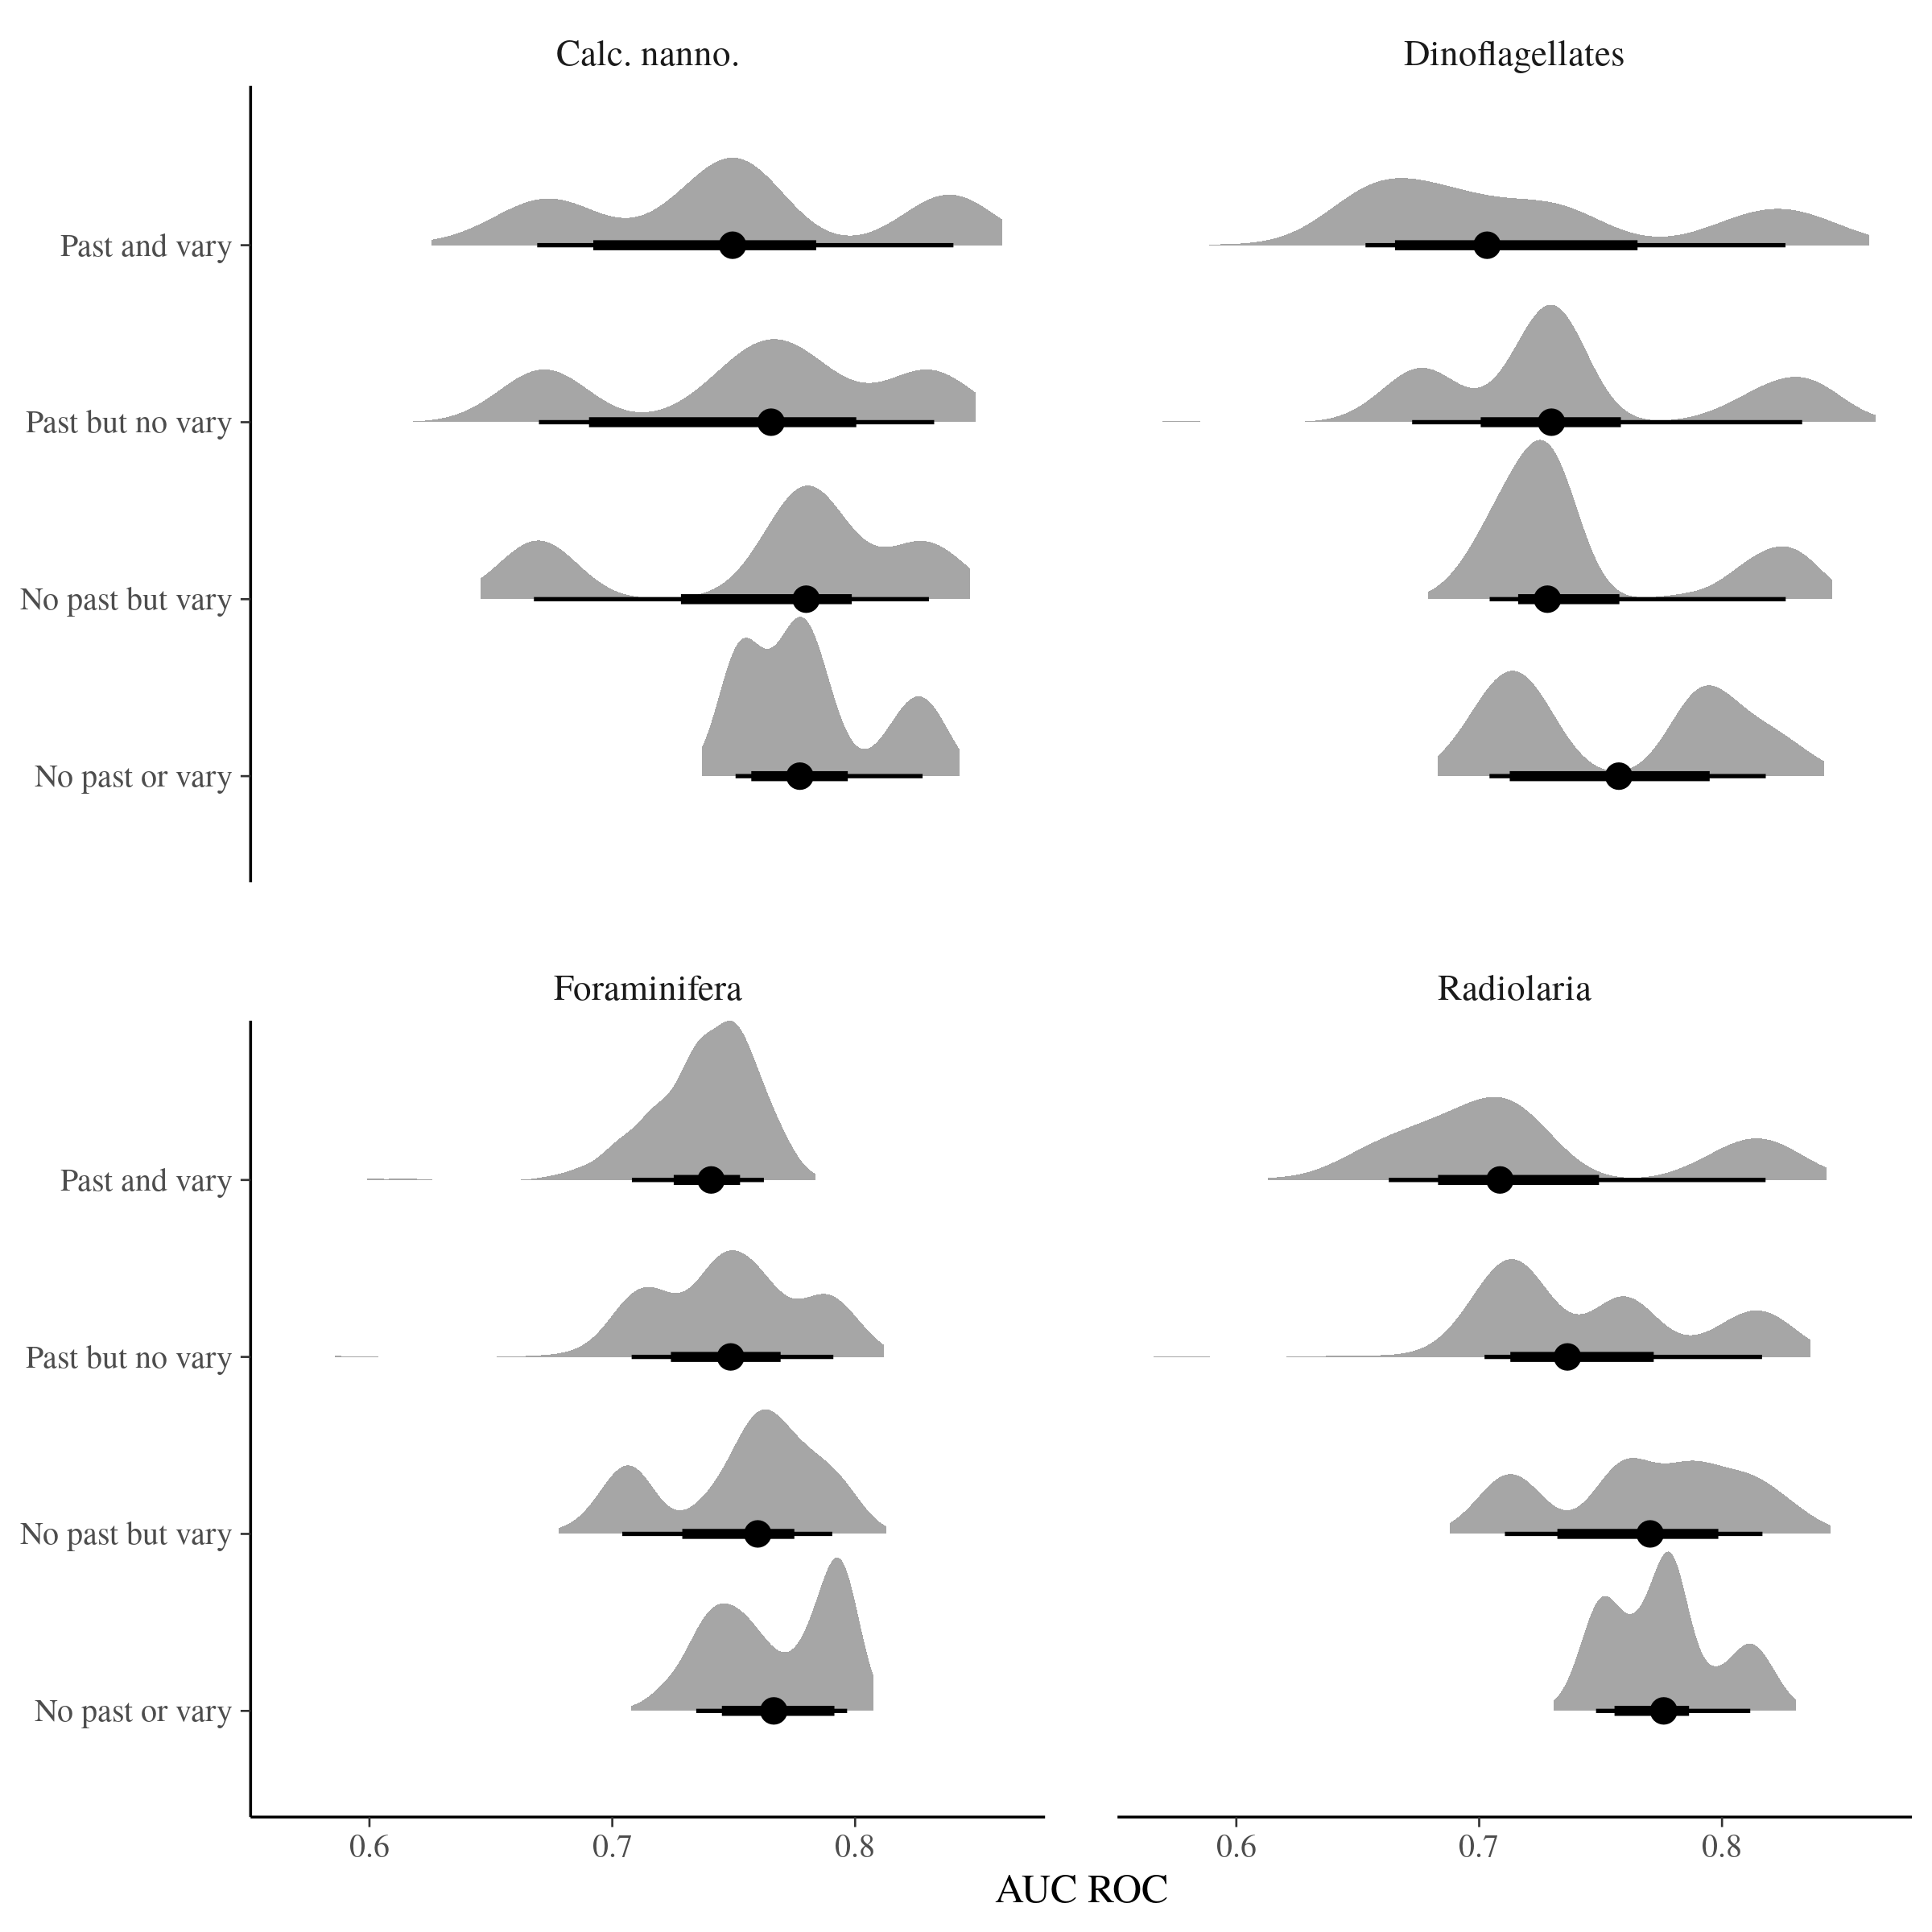 Calc. nanno.
Dinoflagellates
Past and vary
Past but no vary
No past but vary
No past or vary
Foraminifera
Radiolaria
Past and vary
Past but no vary
No past but vary
No past or vary
0.6 0.7 0.8 0.6 0.7 0.8
AUC ROC